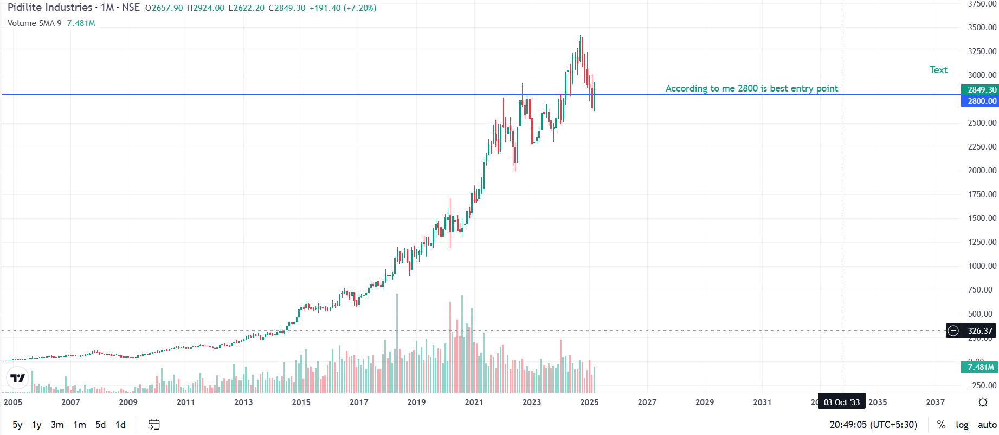 Pidilite Industries · 1M · NSE O2657.90 H2924.00 L2622.20 C2849.30 +191.40 (+7.20%)
Volume SMA 9 7.481M
3750.00
3500.00
3250.00
Text
3000.00
According to me 2800 is best entry point
2849.30
2800.00
2500.00
2250.00
2000.00
1750.00
1500.00
1250.00
1000.00
750.00
500.00
326.37
7.481M
−250.00
2005 2007 2009 2011 2013 2015 2017 2019 2021 2023 2025 2027 2029 2031 03 Oct '33 2035 2037
5y 1y 3m 1m 5d 1d 20:49:05 (UTC+5:30) % log auto